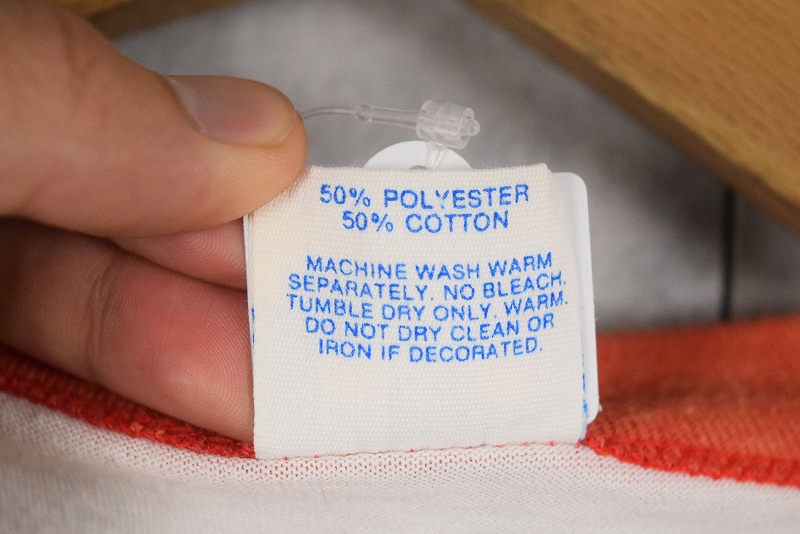 50% POLYESTER
50% COTTON
MACHINE WASH WARM
SEPARATELY. NO BLEACH.
TUMBLE DRY ONLY. WARM.
DO NOT DRY CLEAN OR
IRON IF DECORATED.